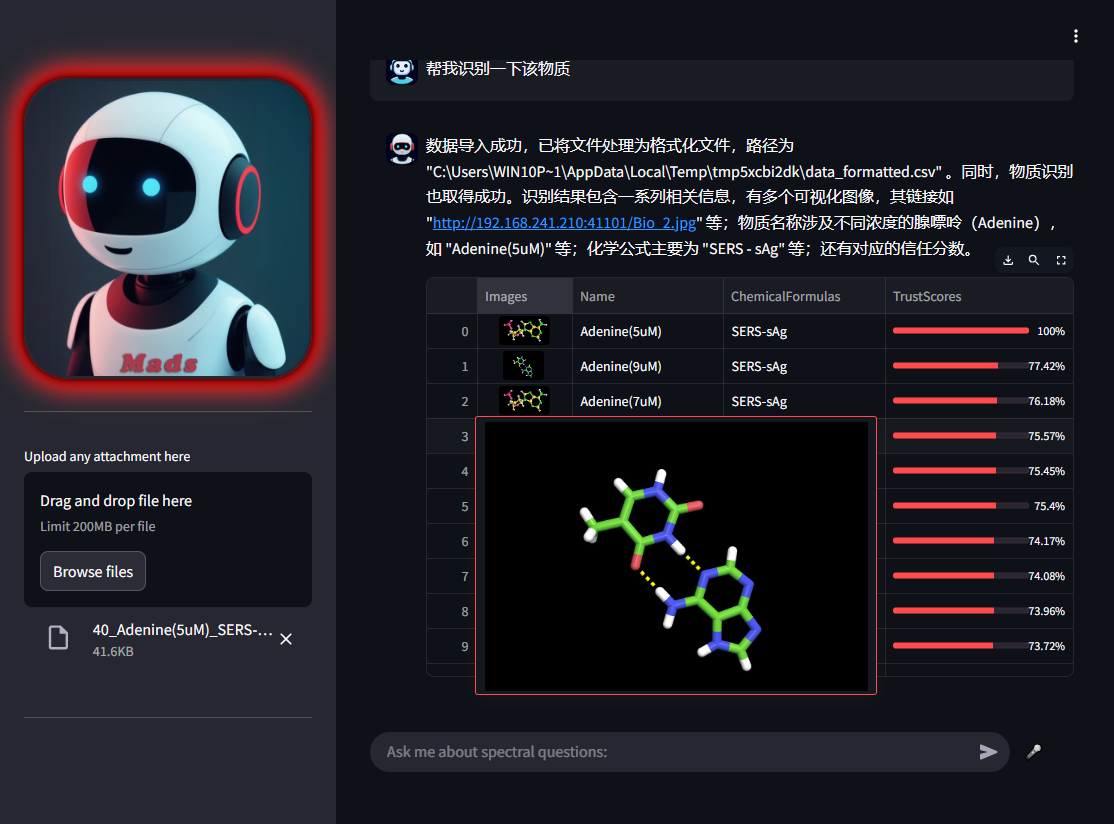 Mads
Upload any attachment here
Drag and drop file here
Limit 200MB per file
Browse files
40_Adenine(5uM)_SERS-...
41.6KB
帮我识别一下该物质
数据导入成功，已将文件处理为格式化文件，路径为
"C:\Users\WIN10P~1\AppData\Local\Temp\tmp5xcbi2dk\data_formatted.csv" 。同时，物质识别
也取得成功。识别结果包含一系列相关信息，有多个可视化图像，其链接如
"http://192.168.241.210:41101/Bio_2.jpg" 等；物质名称涉及不同浓度的腺嘌呤（Adenine），
如 "Adenine(5uM)" 等；化学公式主要为 "SERS - sAg" 等；还有对应的信任分数。
Images Name ChemicalFormulas TrustScores
0 Adenine(5uM) SERS-sAg 100%
1 Adenine(9uM) SERS-sAg 77.42%
2 Adenine(7uM) SERS-sAg 76.18%
3 75.57%
4 75.45%
5 75.4%
6 74.17%
7 74.08%
8 73.96%
9 73.72%
Ask me about spectral questions: